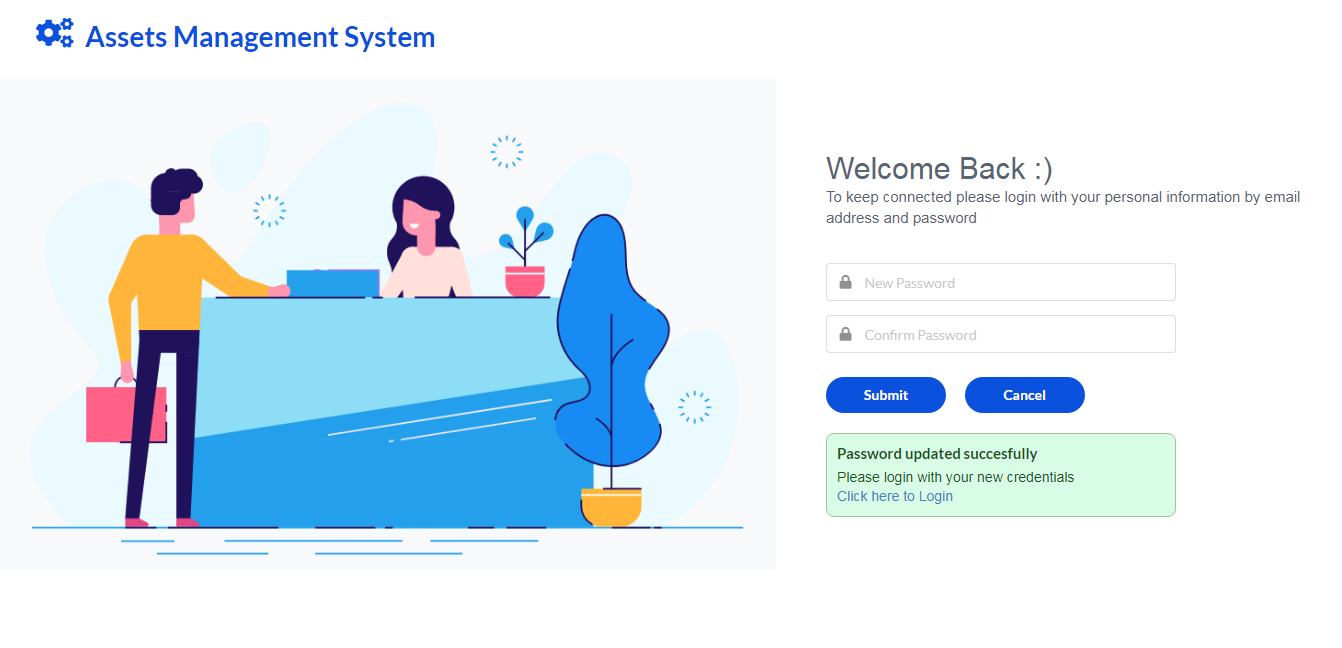 Assets Management System
Welcome Back :)
To keep connected please login with your personal information by email
address and password
New Password
Confirm Password
Submit Cancel
Password updated succesfully
Please login with your new credentials
Click here to Login